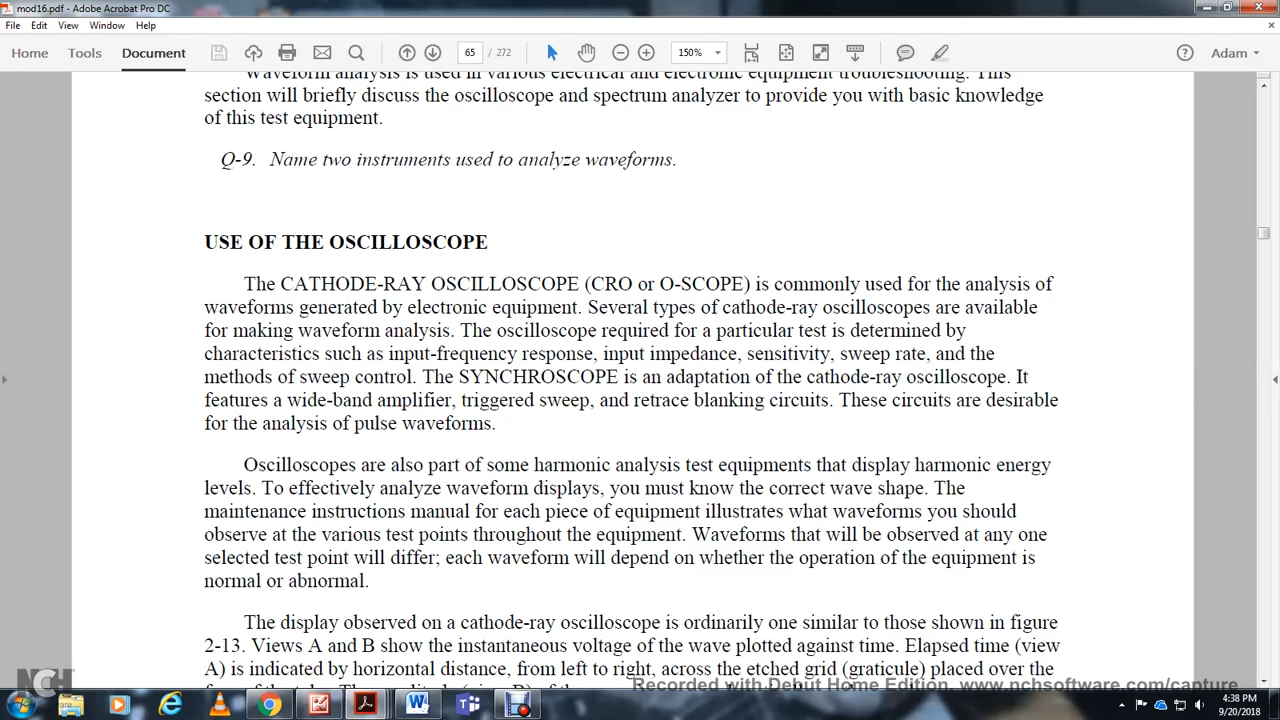 mod16.pdf - Adobe Acrobat Pro DC
File Edit View Window Help
Home Tools Document 65 / 272 150% Adam
Waveform analysis is used in various electrical and electronic equipment troubleshooting. This
section will briefly discuss the oscilloscope and spectrum analyzer to provide you with basic knowledge
of this test equipment.
Q-9. Name two instruments used to analyze waveforms.
USE OF THE OSCILLOSCOPE
The CATHODE-RAY OSCILLOSCOPE (CRO or O-SCOPE) is commonly used for the analysis of
waveforms generated by electronic equipment. Several types of cathode-ray oscilloscopes are available
for making waveform analysis. The oscilloscope required for a particular test is determined by
characteristics such as input-frequency response, input impedance, sensitivity, sweep rate, and the
methods of sweep control. The SYNCHROSCOPE is an adaptation of the cathode-ray oscilloscope. It
features a wide-band amplifier, triggered sweep, and retrace blanking circuits. These circuits are desirable
for the analysis of pulse waveforms.
Oscilloscopes are also part of some harmonic analysis test equipments that display harmonic energy
levels. To effectively analyze waveform displays, you must know the correct wave shape. The
maintenance instructions manual for each piece of equipment illustrates what waveforms you should
observe at the various test points throughout the equipment. Waveforms that will be observed at any one
selected test point will differ; each waveform will depend on whether the operation of the equipment is
normal or abnormal.
The display observed on a cathode-ray oscilloscope is ordinarily one similar to those shown in figure
2-13. Views A and B show the instantaneous voltage of the wave plotted against time. Elapsed time (view
A) is indicated by horizontal distance, from left to right, across the etched grid (graticule) placed over the
Recorded with Debut Home Edition. www.nchsoftware.com/capture
NCH
4:38 PM
9/20/2018